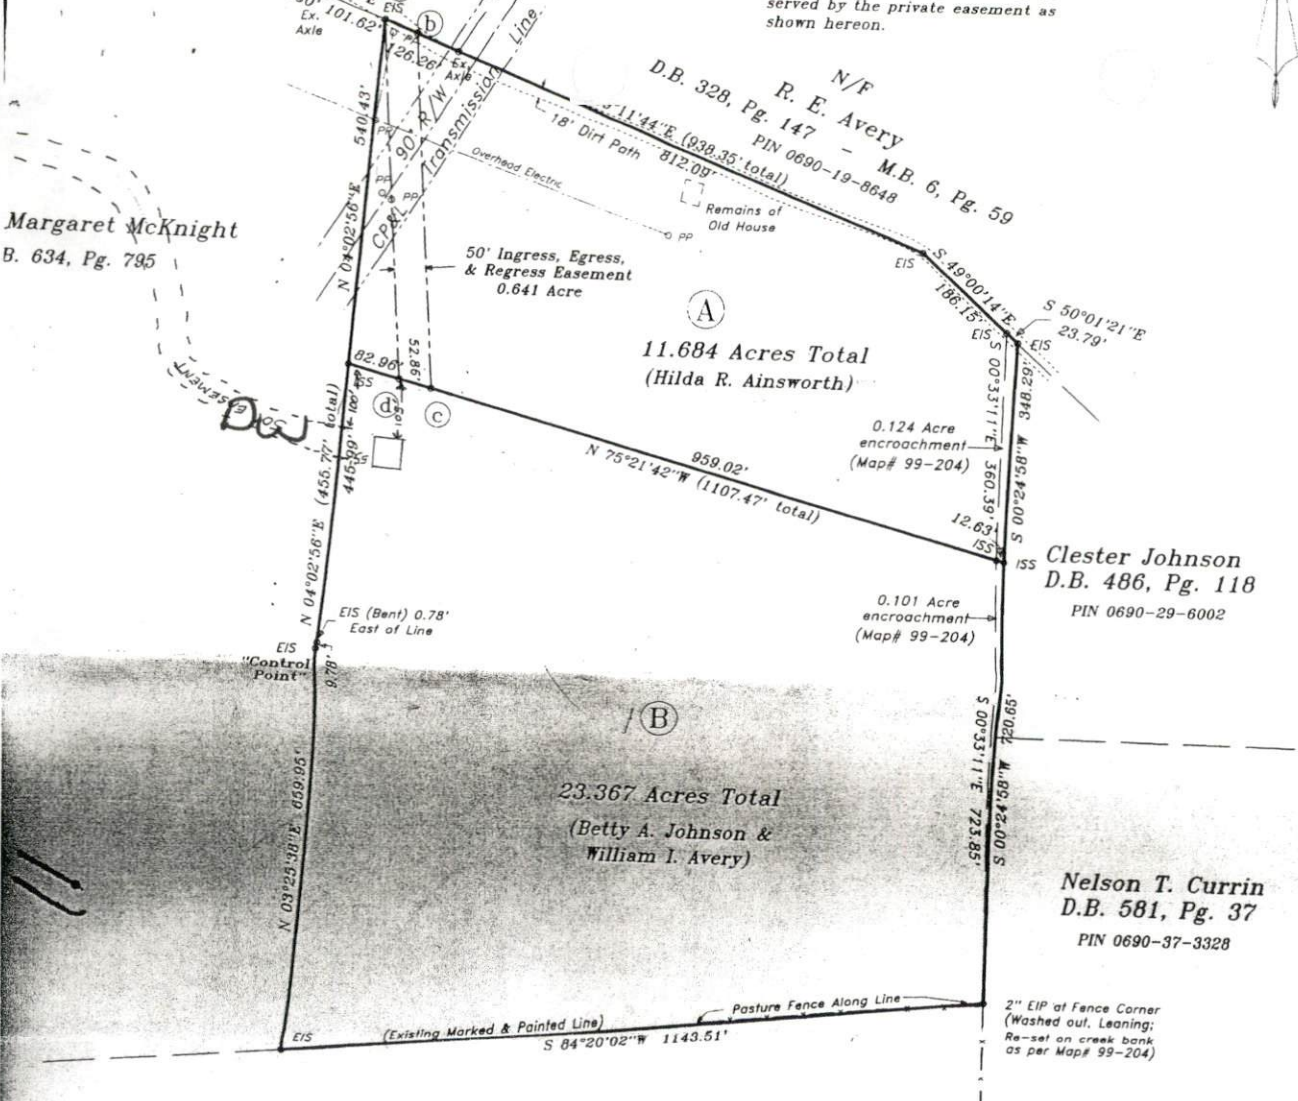 served by the private easement as
shown hereon.
EIS
101.62'
Ex.
Axle
b
PP
126.26'
Ex.
Axle
Line
Transmission
90' R/W
CP&L
540.43'
N 04°02'56"E
PP
PP
PP
Overhead Electric
PP
18' Dirt Path
11'44"E (938.35' total)
812.09'
N/F
R. E. Avery
D.B. 328, Pg. 147 - M.B. 6, Pg. 59
PIN 0690-19-8648
Remains of
Old House
Margaret McKnight
B. 634, Pg. 795
50' Ingress, Egress,
& Regress Easement
0.641 Acre
A
11.684 Acres Total
(Hilda R. Ainsworth)
EIS
S 49°00'14"E
186.15'
S 50°01'21"E
23.79'
EIS
EIS
S 00°33'11"E 360.39'
S 00°24'58"W 348.29'
0.124 Acre
encroachment
(Map# 99-204)
82.96'
52.86'
ISS
d
c
EASEMENT
DW
100'
(455.77' total)
445.99'
N 04°02'56"E
959.02'
N 75°21'42"W (1107.47' total)
12.63'
ISS
ISS
Clester Johnson
D.B. 486, Pg. 118
PIN 0690-29-6002
0.101 Acre
encroachment
(Map# 99-204)
EIS (Bent) 0.78'
East of Line
EIS
"Control
Point"
9.78'
B
23.367 Acres Total
(Betty A. Johnson &
William I. Avery)
S 00°33'11"E 723.85'
S 00°24'58"W 720.65'
N 03°25'38"E 659.95'
Nelson T. Currin
D.B. 581, Pg. 37
PIN 0690-37-3328
Pasture Fence Along Line
2" EIP at Fence Corner
(Washed out, Leaning;
Re-set on creek bank
as per Map# 99-204)
EIS
(Existing Marked & Painted Line)
S 84°20'02"W 1143.51'